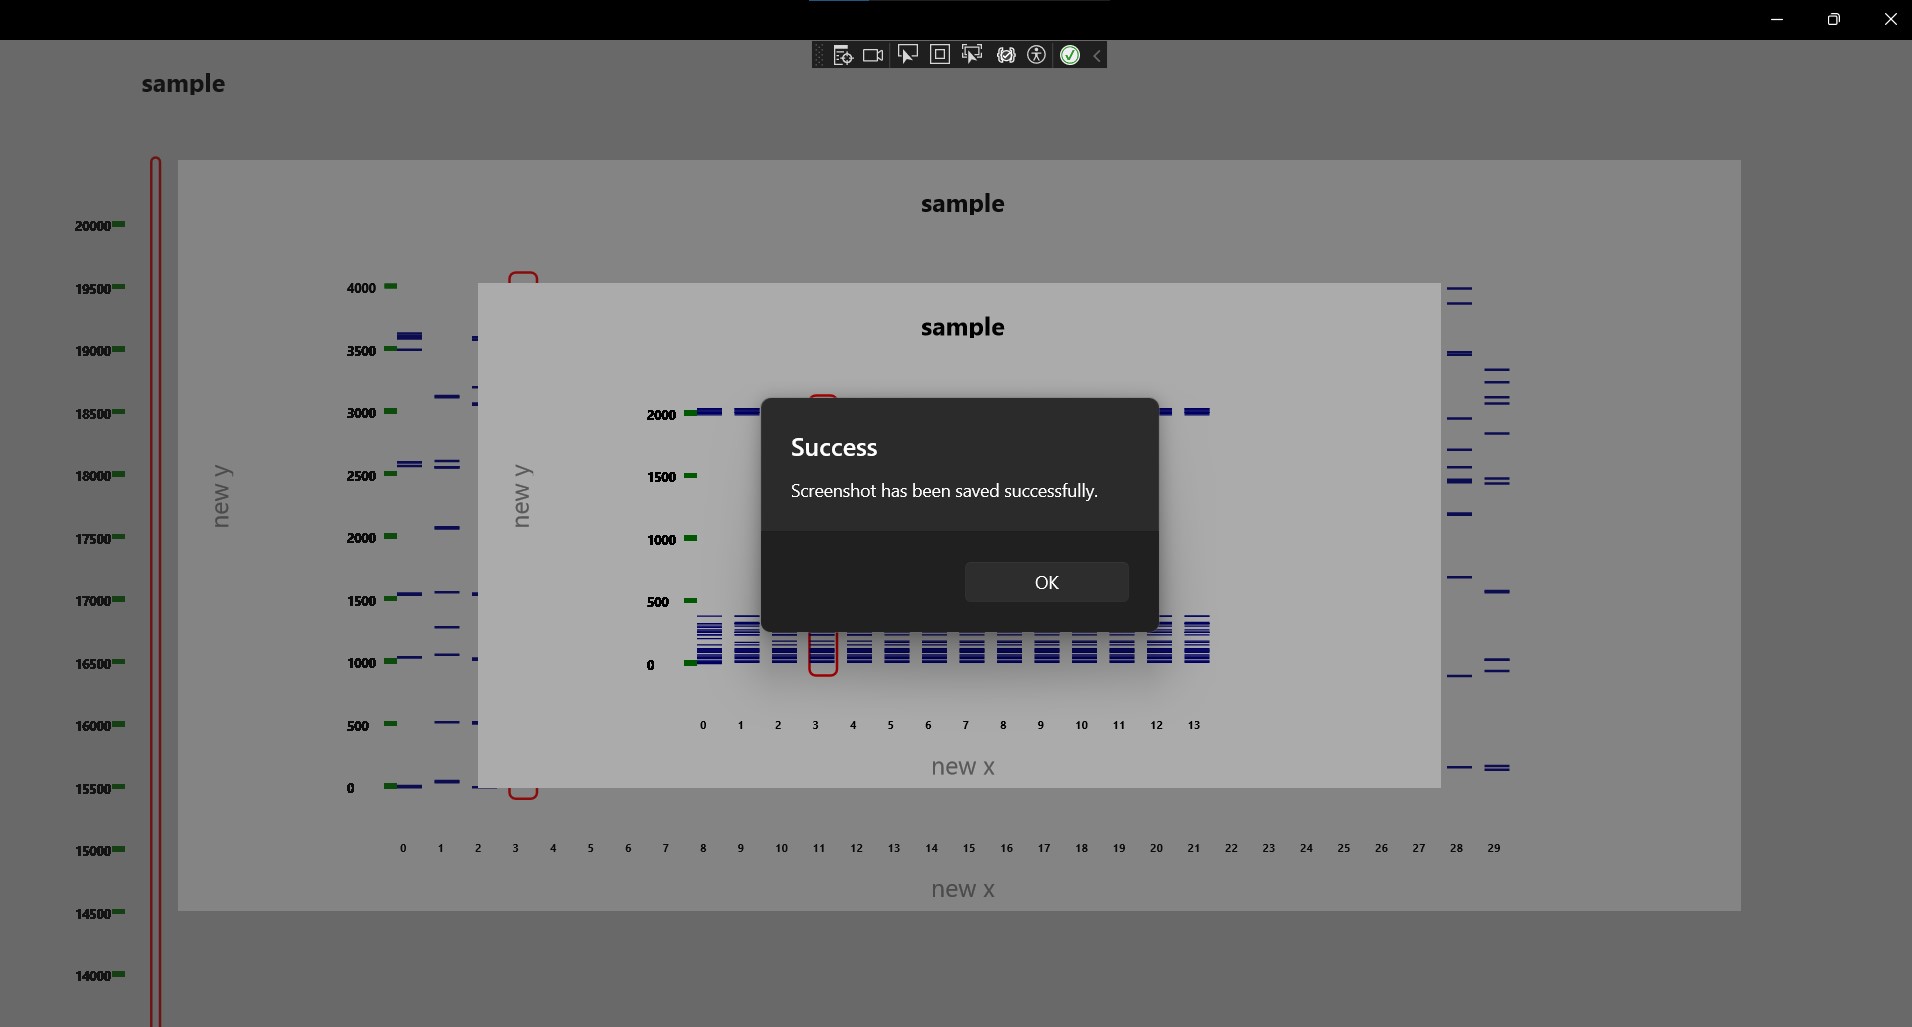 sample
20000
19500
19000
18500
18000
17500
17000
16500
16000
15500
15000
14500
14000
sample
new y
4000
3500
3000
2500
2000
1500
1000
500
0
0 1 2 3 4 5 6 7 8 9 10 11 12 13 14 15 16 17 18 19 20 21 22 23 24 25 26 27 28 29
new x
sample
new y
2000
1500
1000
500
0
0 1 2 3 4 5 6 7 8 9 10 11 12 13
new x
Success
Screenshot has been saved successfully.
OK